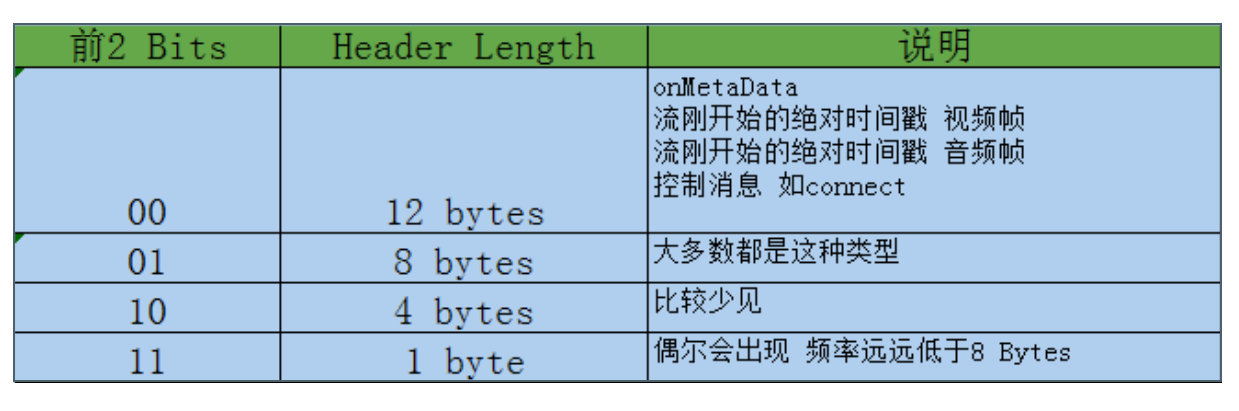 前2 Bits Header Length 说明
onMetaData
流刚开始的绝对时间戳 视频帧
流刚开始的绝对时间戳 音频帧
控制消息 如connect
00 12 bytes
01 8 bytes 大多数都是这种类型
10 4 bytes 比较少见
11 1 byte 偶尔会出现 频率远远低于8 Bytes